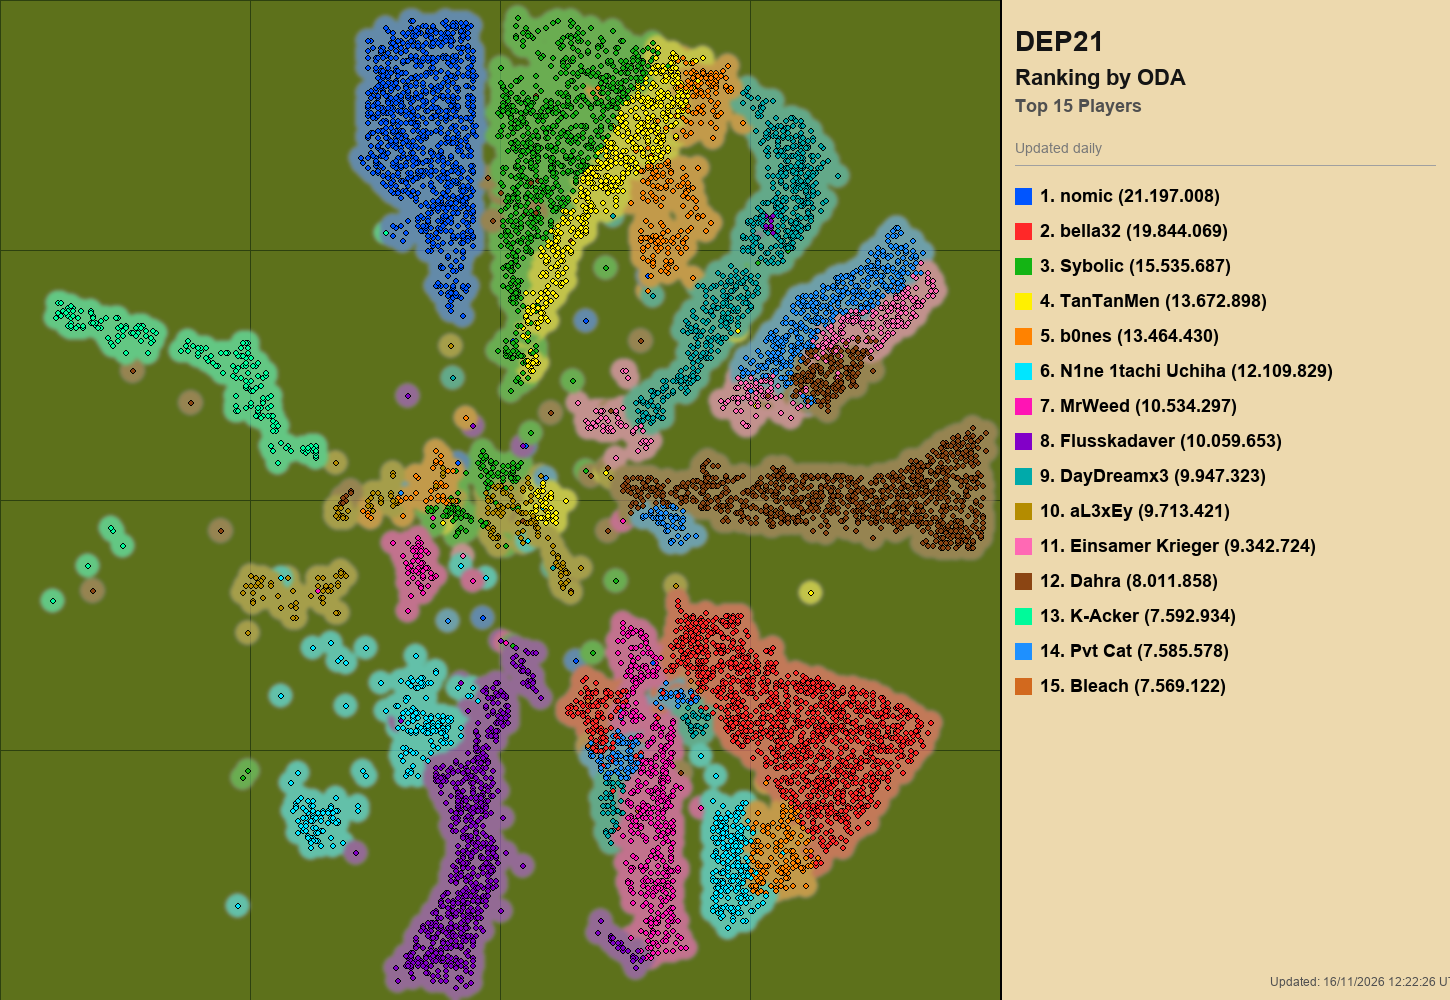 DEP21
Ranking by ODA
Top 15 Players
Updated daily
1. nomic (21.197.008)
2. bella32 (19.844.069)
3. Sybolic (15.535.687)
4. TanTanMen (13.672.898)
5. b0nes (13.464.430)
6. N1ne 1tachi Uchiha (12.109.829)
7. MrWeed (10.534.297)
8. Flusskadaver (10.059.653)
9. DayDreamx3 (9.947.323)
10. aL3xEy (9.713.421)
11. Einsamer Krieger (9.342.724)
12. Dahra (8.011.858)
13. K-Acker (7.592.934)
14. Pvt Cat (7.585.578)
15. Bleach (7.569.122)
Updated: 16/11/2026 12:22:26 U